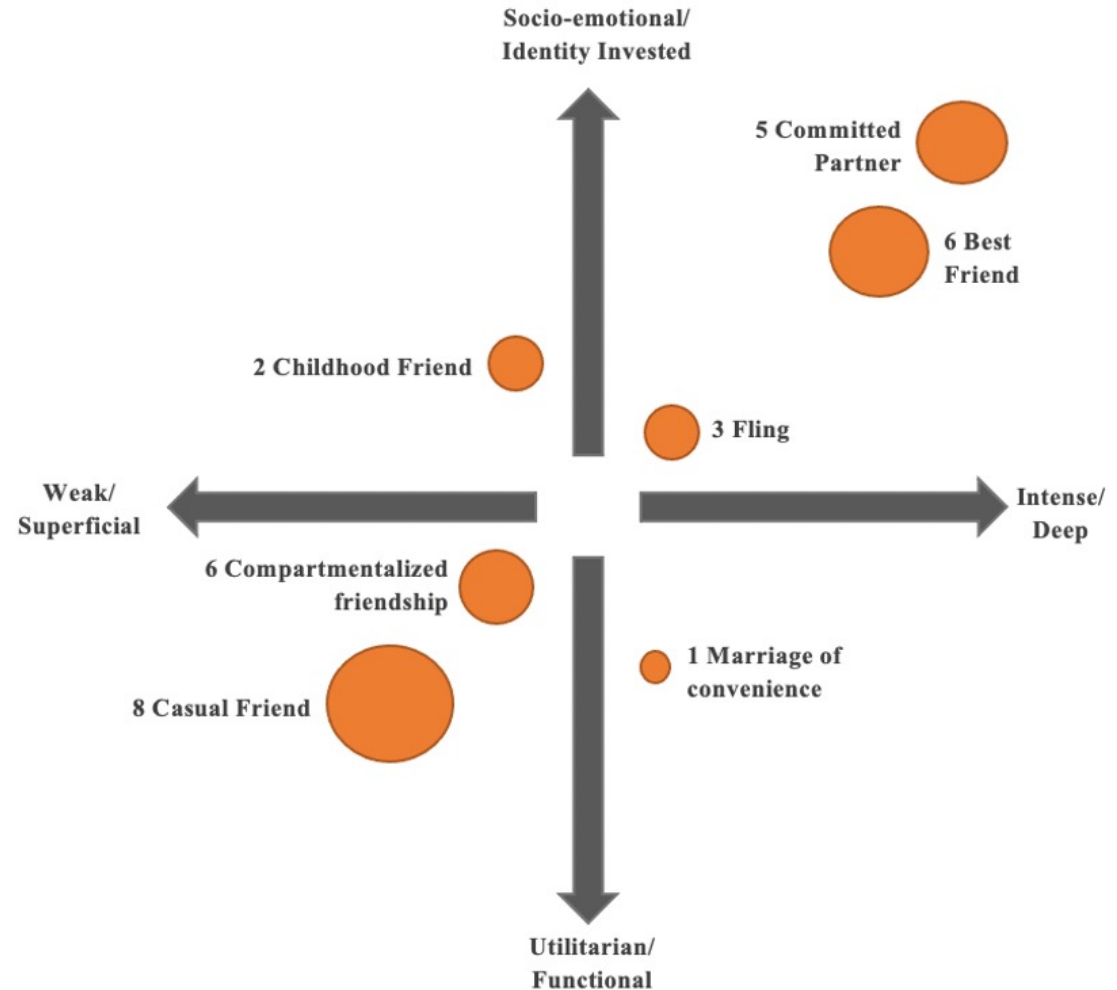 Socio-emotional/
Identity Invested
5 Committed
Partner
6 Best
Friend
2 Childhood Friend
3 Fling
Weak/
Superficial
Intense/
Deep
6 Compartmentalized
friendship
1 Marriage of
convenience
8 Casual Friend
Utilitarian/
Functional